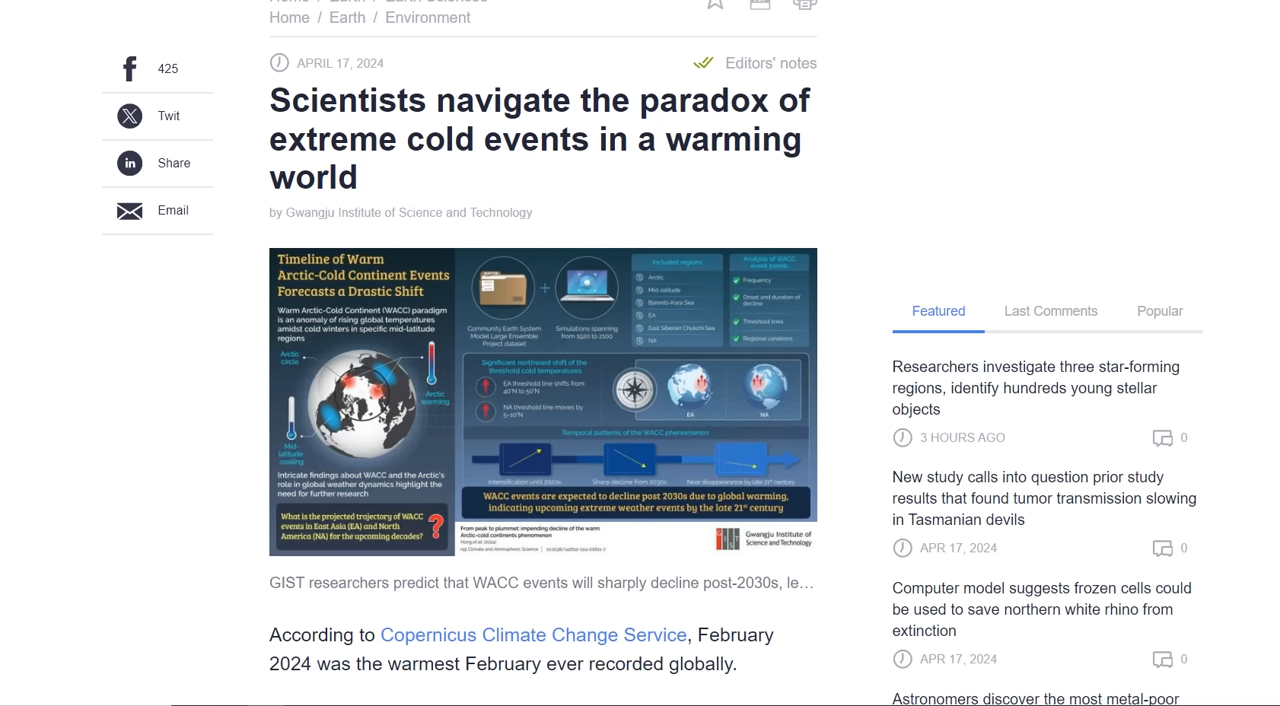 Home / Earth / Earth Sciences
Home / Earth / Environment
425
Twit
Share
Email
APRIL 17, 2024
Editors' notes
Scientists navigate the paradox of
extreme cold events in a warming
world
by Gwangju Institute of Science and Technology
Timeline of Warm
Arctic-Cold Continent Events
Forecasts a Drastic Shift
Warm Arctic-Cold Continent (WACC) paradigm
is an anomaly of rising global temperatures
amidst cold winters in specific mid-latitude
regions
Arctic
circle
Arctic
warming
Mid-
latitude
cooling
Intricate findings about WACC and the Arctic's
role in global weather dynamics highlight the
need for further research
What is the projected trajectory of WACC
events in East Asia (EA) and North
America (NA) for the upcoming decades?
?
+
Community Earth System
Model Large Ensemble
Project dataset
Simulations spanning
from 1920 to 2100
Included regions
Arctic
Mid-latitude
Barents-Kara Sea
EA
East Siberian Chukchi Sea
NA
Analysis of WACC
event trends
Frequency
Onset and duration of
decline
Threshold lines
Regional variations
Significant northward shift of the
threshold cold temperatures
EA threshold line shifts from
40°N to 50°N
NA threshold line moves by
5–10°N
EA
NA
Temporal patterns of the WACC phenomenon
Intensification until 2020s
Sharp decline from 2030s
Near disappearance by late 21st century
WACC events are expected to decline post 2030s due to global warming,
indicating upcoming extreme weather events by the late 21st century
From peak to plummet: impending decline of the warm
Arctic-cold continents phenomenon
Hong et al. (2024)
npj Climate and Atmospheric Science
Gwangju Institute of
Science and Technology
GIST researchers predict that WACC events will sharply decline post-2030s, le…
According to Copernicus Climate Change Service, February
2024 was the warmest February ever recorded globally.
Featured
Last Comments
Popular
Researchers investigate three star-forming
regions, identify hundreds young stellar
objects
3 HOURS AGO
0
New study calls into question prior study
results that found tumor transmission slowing
in Tasmanian devils
APR 17, 2024
0
Computer model suggests frozen cells could
be used to save northern white rhino from
extinction
APR 17, 2024
0
Astronomers discover the most metal-poor